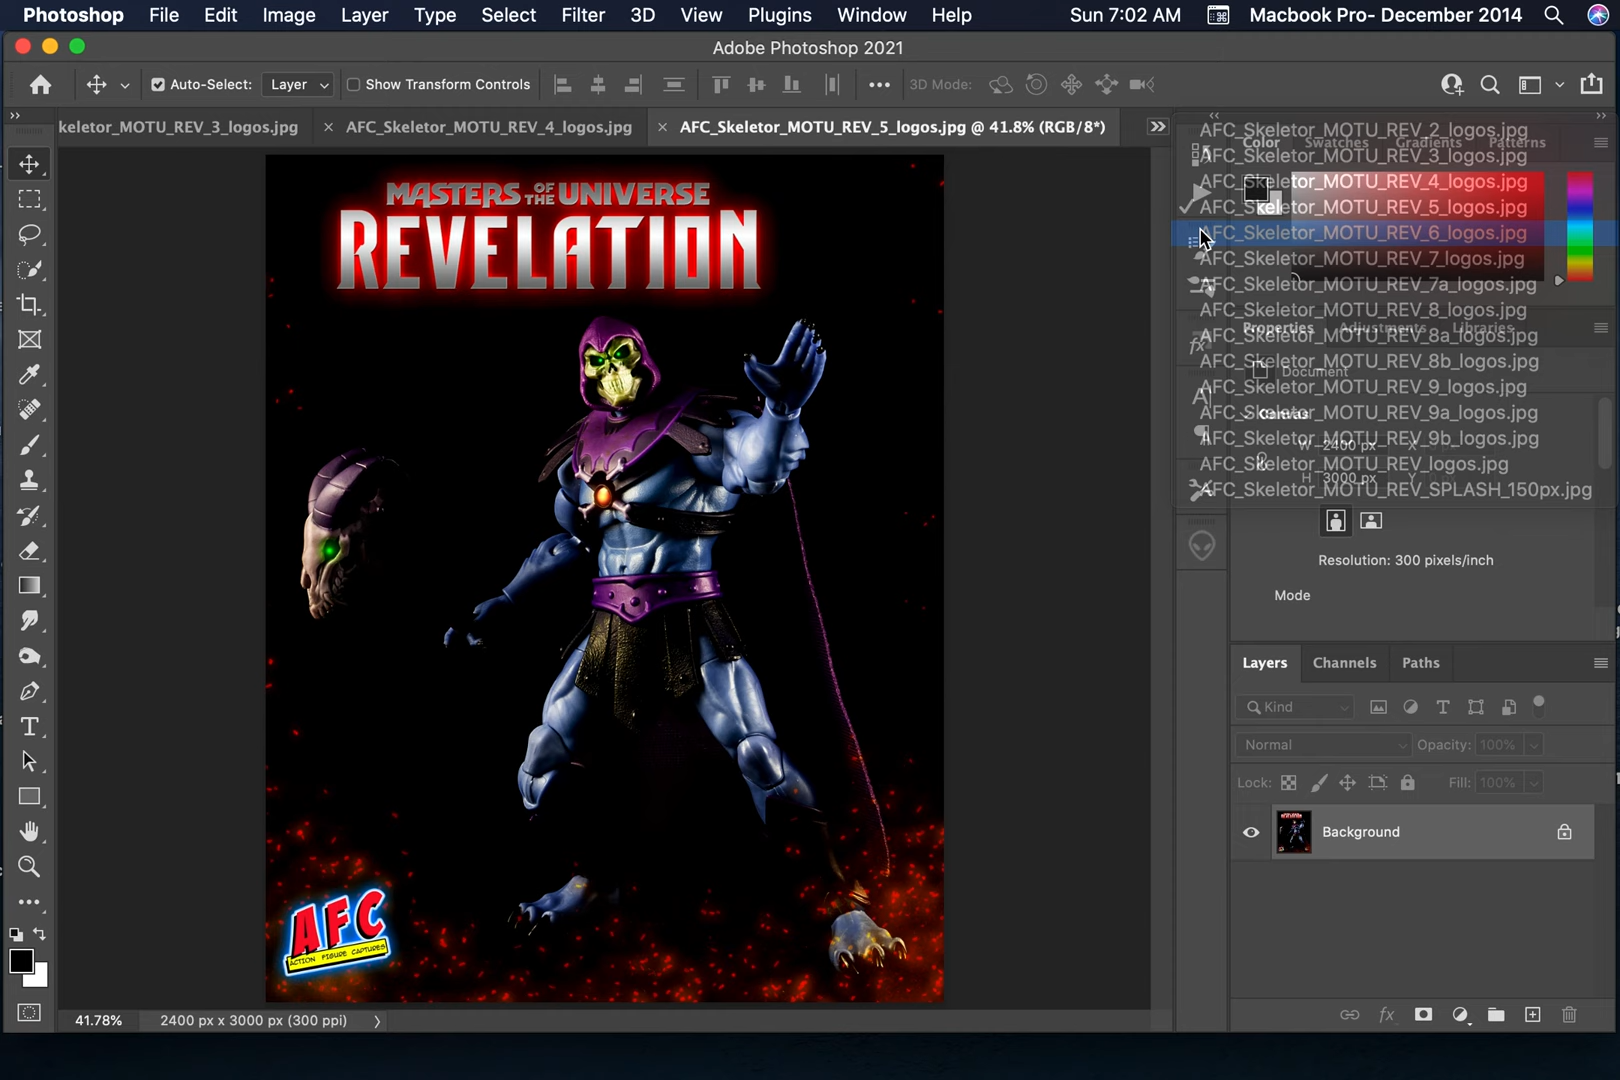 Photoshop File Edit Image Layer Type Select Filter 3D View Plugins Window Help Sun 7:02 AM Macbook Pro- December 2014
Adobe Photoshop 2021
Auto-Select: Layer Show Transform Controls 3D Mode:
keletor_MOTU_REV_3_logos.jpg AFC_Skeletor_MOTU_REV_4_logos.jpg AFC_Skeletor_MOTU_REV_5_logos.jpg @ 41.8% (RGB/8*)
AFC_Skeletor_MOTU_REV_2_logos.jpg
Color Swatches Gradients Patterns
AFC_Skeletor_MOTU_REV_3_logos.jpg
AFC_Skeletor_MOTU_REV_4_logos.jpg
AFC_Skeletor_MOTU_REV_5_logos.jpg
AFC_Skeletor_MOTU_REV_6_logos.jpg
AFC_Skeletor_MOTU_REV_7_logos.jpg
AFC_Skeletor_MOTU_REV_7a_logos.jpg
AFC_Skeletor_MOTU_REV_8_logos.jpg
Properties Adjustments Libraries
AFC_Skeletor_MOTU_REV_8a_logos.jpg
AFC_Skeletor_MOTU_REV_8b_logos.jpg
Document
AFC_Skeletor_MOTU_REV_9_logos.jpg
AFC_Skeletor_MOTU_REV_9a_logos.jpg
Canvas
AFC_Skeletor_MOTU_REV_9b_logos.jpg
W 2400 px X
AFC_Skeletor_MOTU_REV_logos.jpg
H 3000 px Y
AFC_Skeletor_MOTU_REV_SPLASH_150px.jpg
Resolution: 300 pixels/inch
Mode
Layers Channels Paths
Kind
Normal Opacity: 100%
Lock: Fill: 100%
Background
MASTERS OF THE UNIVERSE
REVELATION
AFC
ACTION FIGURE CAPTURES
41.78% 2400 px x 3000 px (300 ppi)